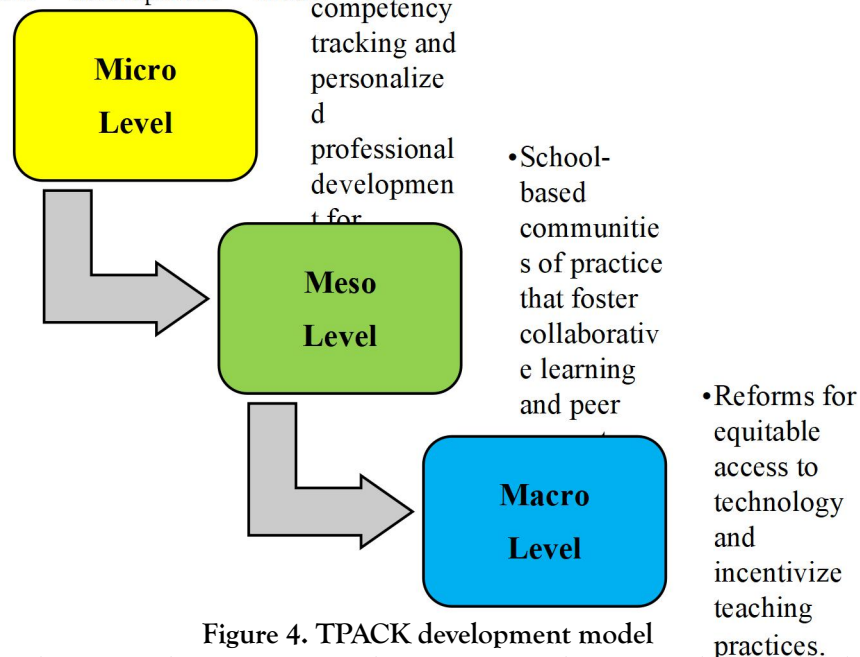 competency
tracking and
personalize
d
professional
developmen
t for
Micro
Level
•School-
based
communitie
s of practice
that foster
collaborativ
e learning
and peer
Meso
Level
•Reforms for
equitable
access to
technology
and
incentivize
teaching
practices.
Macro
Level
Figure 4. TPACK development model